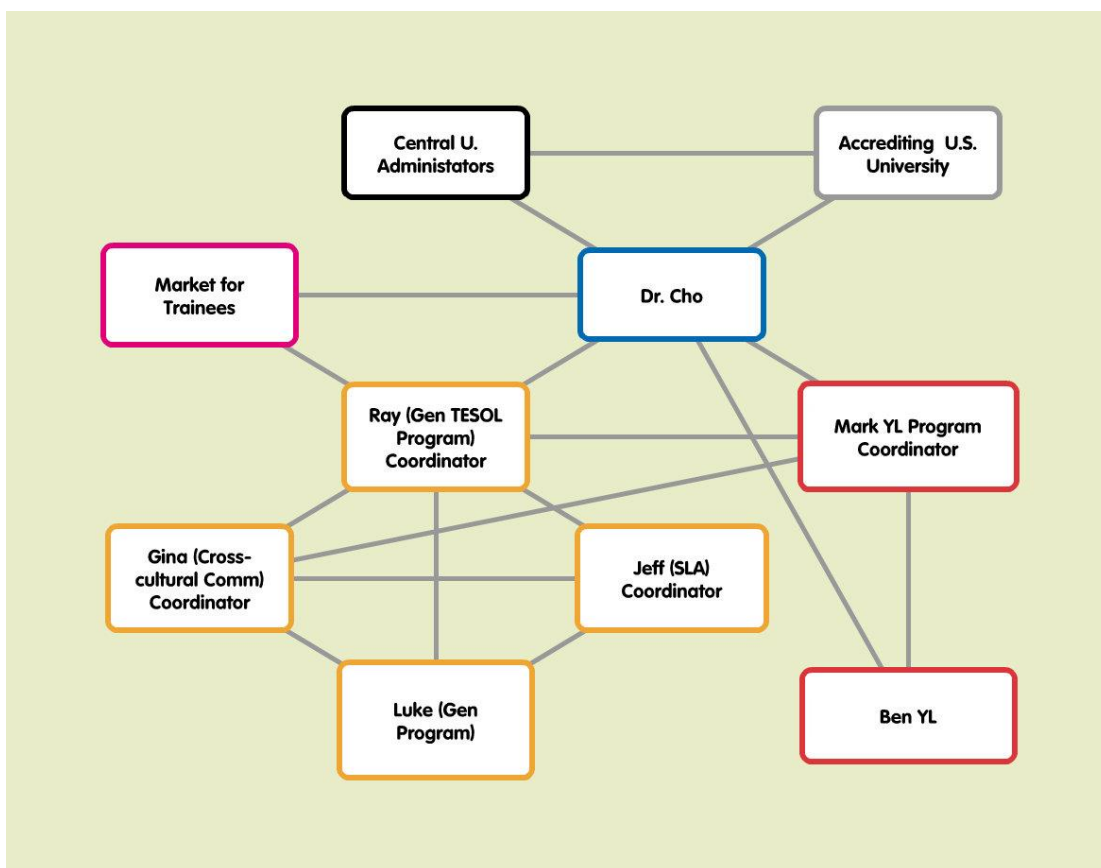 Central U.
Administators
Accrediting U.S.
University
Market for
Trainees
Dr. Cho
Ray (Gen TESOL
Program)
Coordinator
Mark YL Program
Coordinator
Gina (Cross-
cultural Comm)
Coordinator
Jeff (SLA)
Coordinator
Luke (Gen
Program)
Ben YL